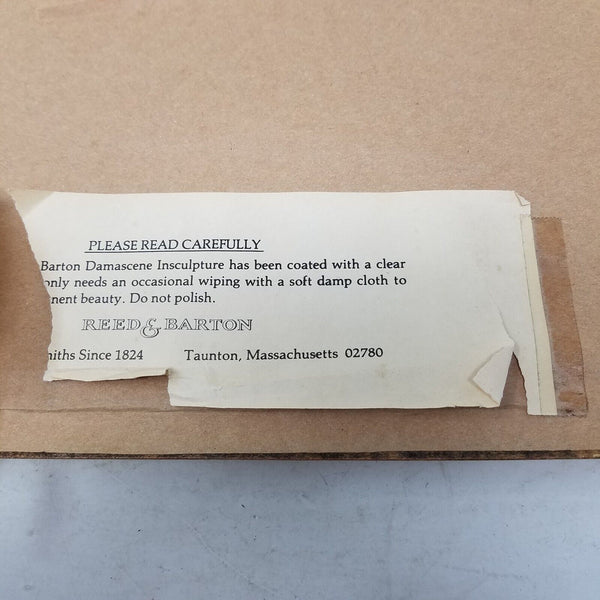 PLEASE READ CAREFULLY
Barton Damascene Insculpture has been coated with a clear
only needs an occasional wiping with a soft damp cloth to
nent beauty. Do not polish.
REED & BARTON
miths Since 1824 Taunton, Massachusetts 02780